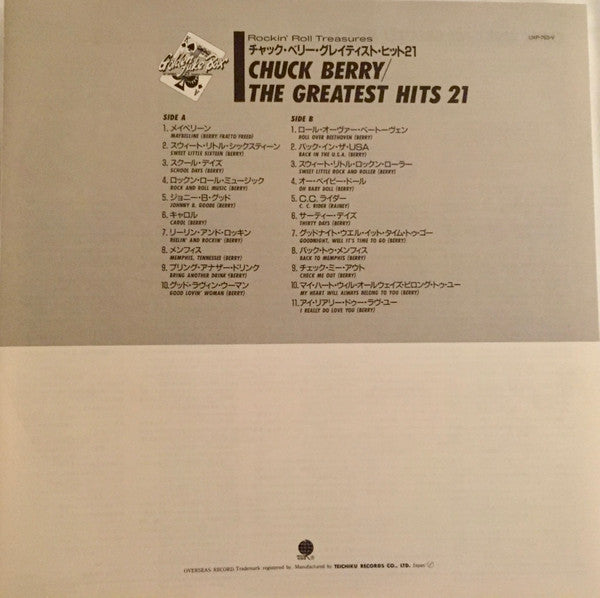 Rockin' Roll Treasures
UXP-763-V
チャック・ベリー・グレイティスト・ヒット21
CHUCK BERRY/
THE GREATEST HITS 21
SIDE A
1. メイベリーン
MAYBELLINE (BERRY FRATTO FREED)
2. スウィート・リトル・シックスティーン
SWEET LITTLE SIXTEEN (BERRY)
3. スクール・デイズ
SCHOOL DAYS (BERRY)
4. ロックン・ロール・ミュージック
ROCK AND ROLL MUSIC (BERRY)
5. ジョニー・B・グッド
JOHNNY B. GOODE (BERRY)
6. キャロル
CAROL (BERRY)
7. リーリン・アンド・ロッキン
REELIN' AND ROCKIN' (BERRY)
8. メンフィス
MEMPHIS, TENNESSEE (BERRY)
9. ブリング・アナザー・ドリンク
BRING ANOTHER DRINK (BERRY)
10. グッド・ラヴィン・ウーマン
GOOD LOVIN' WOMAN (BERRY)
SIDE B
1. ロール・オーヴァー・ベートーヴェン
ROLL OVER BEETHOVEN (BERRY)
2. バック・イン・ザ・USA
BACK IN THE U.S.A. (BERRY)
3. スウィート・リトル・ロックン・ローラー
SWEET LITTLE ROCK AND ROLLER (BERRY)
4. オー・ベイビー・ドール
OH BABY DOLL (BERRY)
5. C.C. ライダー
C. C. RIDER (RAINEY)
6. サーティー・デイズ
THIRTY DAYS (BERRY)
7. グッドナイト・ウエル・イット・タイム・トゥ・ゴー
GOODNIGHT, WELL IT'S TIME TO GO (BERRY)
8. バック・トゥ・メンフィス
BACK TO MEMPHIS (BERRY)
9. チェック・ミー・アウト
CHECK ME OUT (BERRY)
10. マイ・ハート・ウィル・オールウェイズ・ビロング・トゥ・ユー
MY HEART WILL ALWAYS BELONG TO YOU (BERRY)
11. アイ・リアリー・ドゥー・ラヴ・ユー
I REALLY DO LOVE YOU (BERRY)
OVERSEAS RECORD: Trademark registered by. Manufactured by TEICHIKU RECORDS CO., LTD. Japan